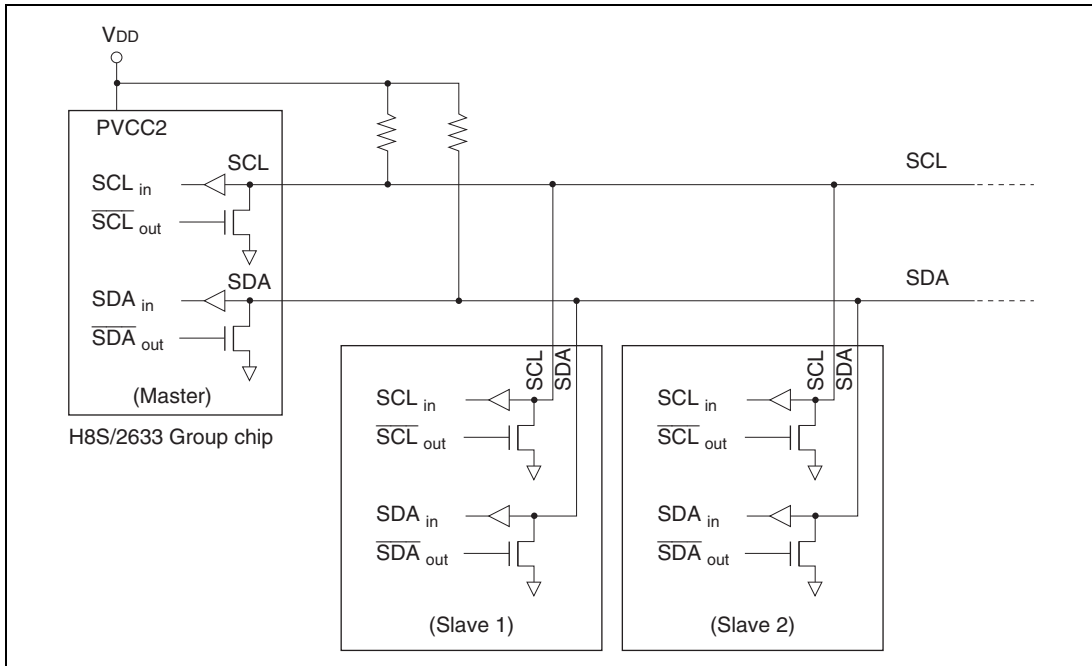 VDD
PVCC2
SCL
SCL in
SCL out
SDA
SDA in
SDA out
(Master)
H8S/2633 Group chip
SCL
SDA
SCL
SDA
SCL in
SCL out
SDA in
SDA out
(Slave 1)
SCL
SDA
SCL in
SCL out
SDA in
SDA out
(Slave 2)